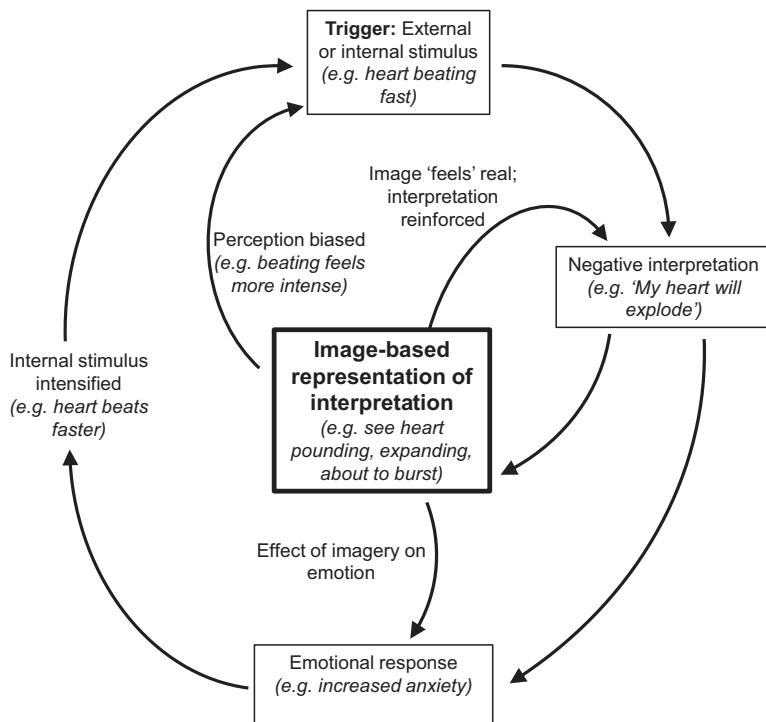 Trigger: External
or internal stimulus
(e.g. heart beating
fast)
Image ‘feels’ real;
interpretation
reinforced
Perception biased
(e.g. beating feels
more intense)
Negative interpretation
(e.g. ‘My heart will
explode’)
Image-based
representation of
interpretation
(e.g. see heart
pounding, expanding,
about to burst)
Internal stimulus
intensified
(e.g. heart beats
faster)
Effect of imagery on
emotion
Emotional response
(e.g. increased anxiety)